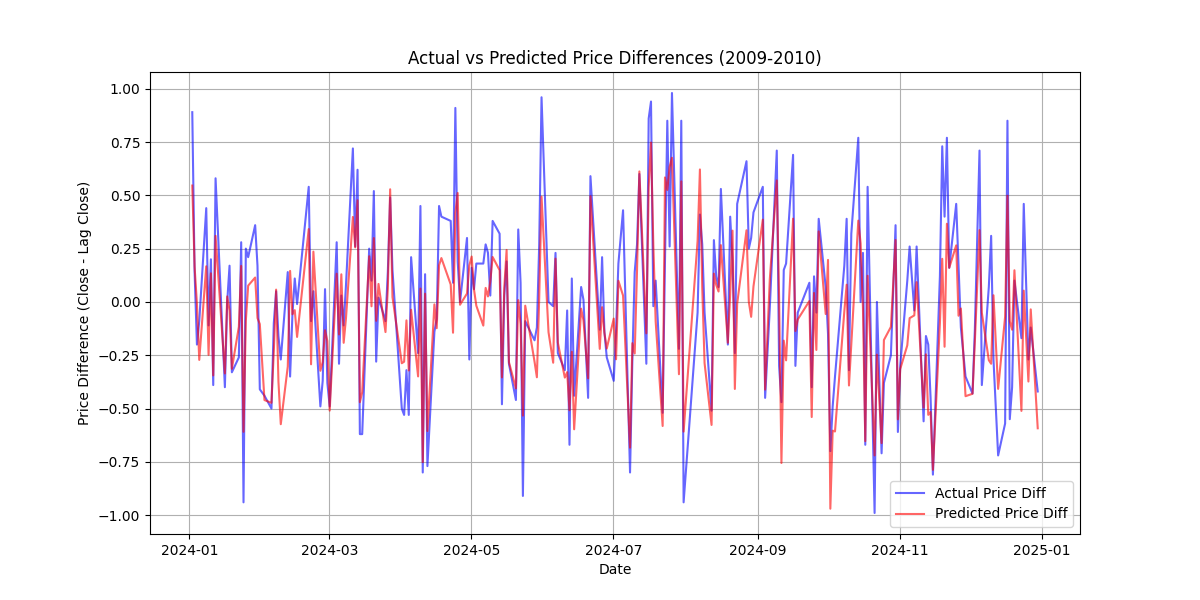 Actual vs Predicted Price Differences (2009-2010)
Price Difference (Close - Lag Close)
1.00
0.75
0.50
0.25
0.00
−0.25
−0.50
−0.75
−1.00
Actual Price Diff
Predicted Price Diff
2024-01 2024-03 2024-05 2024-07 2024-09 2024-11 2025-01
Date